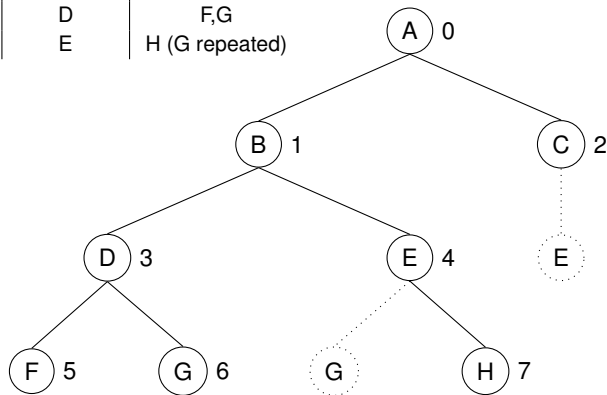 D F,G
E H (G repeated)
A 0
B 1 C 2
D 3 E 4 E
F 5 G 6 G H 7